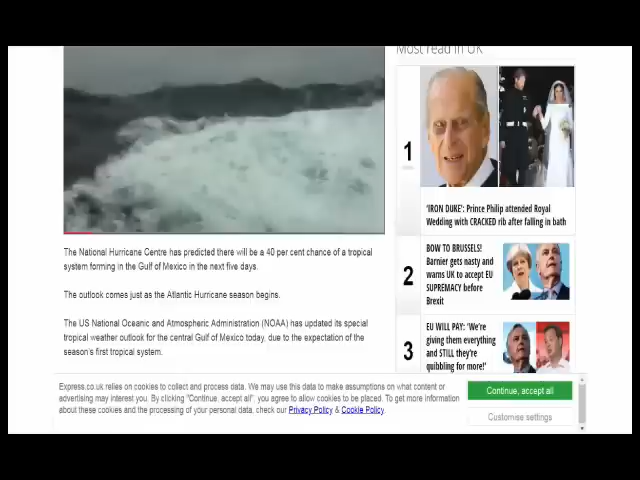 Most read in UK
1
'IRON DUKE': Prince Philip attended Royal
Wedding with CRACKED rib after falling in bath
The National Hurricane Centre has predicted there will be a 40 per cent chance of a tropical
system forming in the Gulf of Mexico in the next five days.
The outlook comes just as the Atlantic Hurricane season begins.
The US National Oceanic and Atmospheric Administration (NOAA) has updated its special
tropical weather outlook for the central Gulf of Mexico today, due to the expectation of the
season's first tropical system.
2
BOW TO BRUSSELS!
Barnier gets nasty and
warns UK to accept EU
SUPREMACY before
Brexit
3
EU WILL PAY: 'We're
giving them everything
and STILL they're
quibbling for more!'
Express.co.uk relies on cookies to collect and process data. We may use this data to make assumptions on what content or
advertising may interest you. By clicking "Continue, accept all", you agree to allow cookies to be placed. To get more information
about these cookies and the processing of your personal data, check our Privacy Policy & Cookie Policy.
Continue, accept all
Customise settings